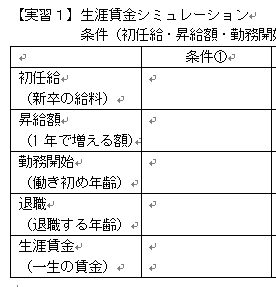 【実習１】生涯賃金シミュレーション
条件（初任給・昇給額・勤務開
条件①
初任給
（新卒の給料）
昇給額
（1 年で増える額）
勤務開始
（働き初め年齢）
退職
（退職する年齢）
生涯賃金
（一生の賃金）